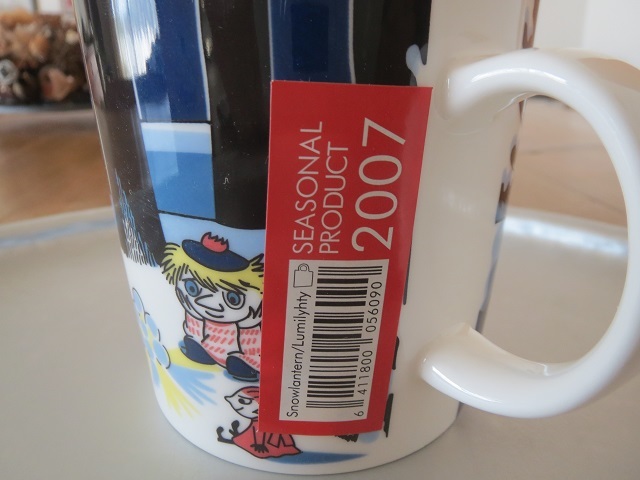 SEASONAL
PRODUCT
2007
Snowlantern/Lumilyhty
6 411800 056090